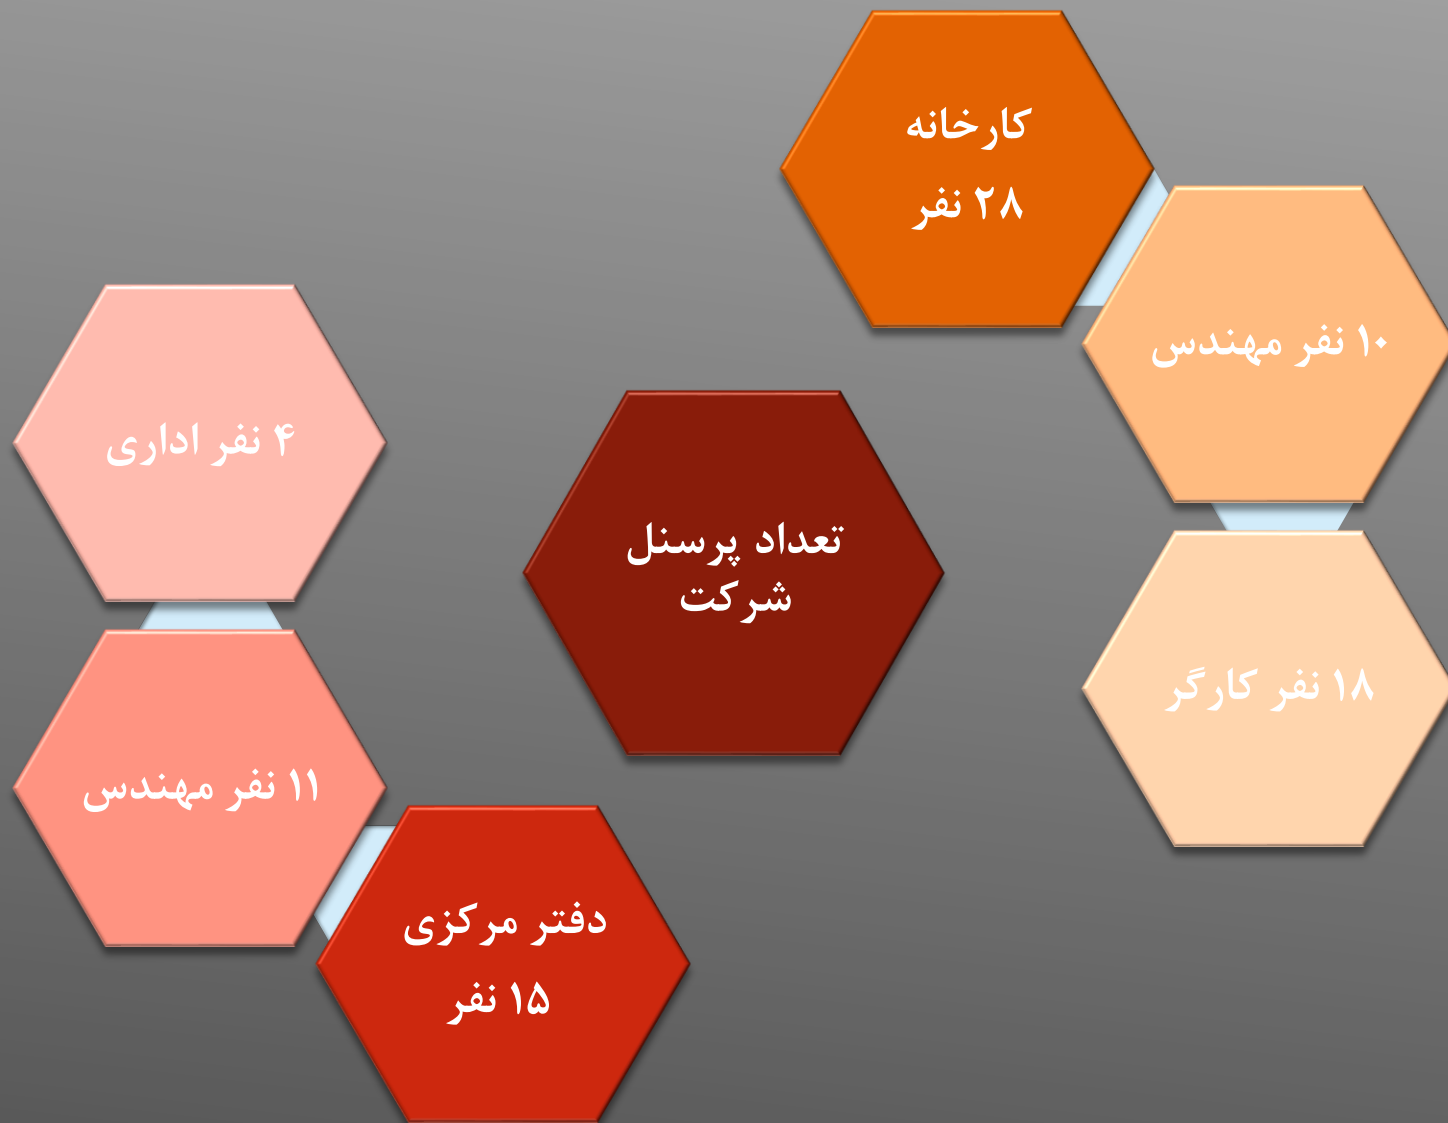 کارخانه
۲۸ نفر
۱۰ نفر مهندس
۱۸ نفر کارگر
تعداد پرسنل
شرکت
۴ نفر اداری
۱۱ نفر مهندس
دفتر مرکزی
۱۵ نفر